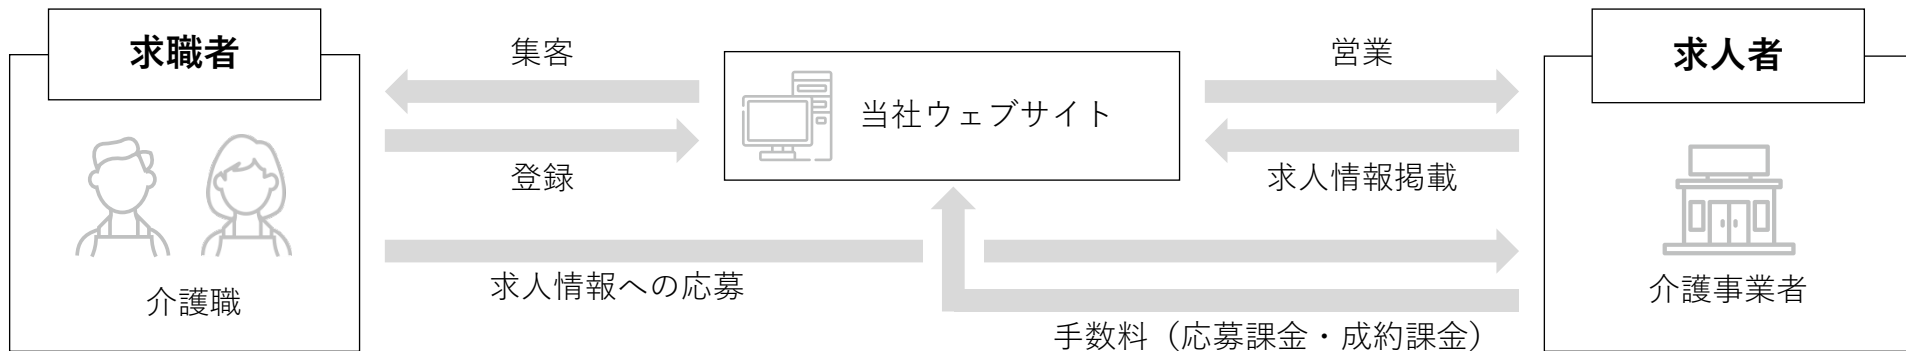 求職者
集客
営業
求人者
当社ウェブサイト
登録
求人情報掲載
求人情報への応募
介護職
介護事業者
手数料（応募課金・成約課金）